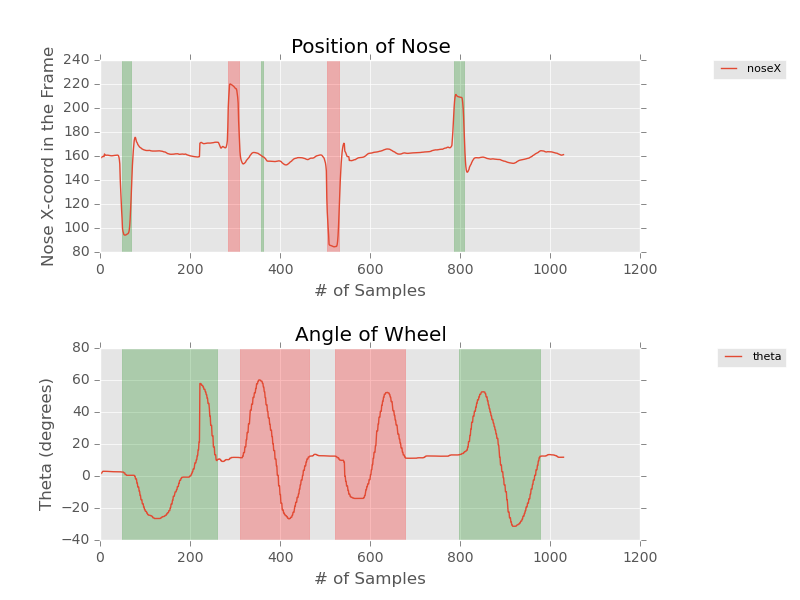 Position of Nose
Nose X-coord in the Frame
240
220
200
180
160
140
120
100
80
0 200 400 600 800 1000 1200
# of Samples
noseX
Angle of Wheel
Theta (degrees)
80
60
40
20
0
−20
−40
0 200 400 600 800 1000 1200
# of Samples
theta